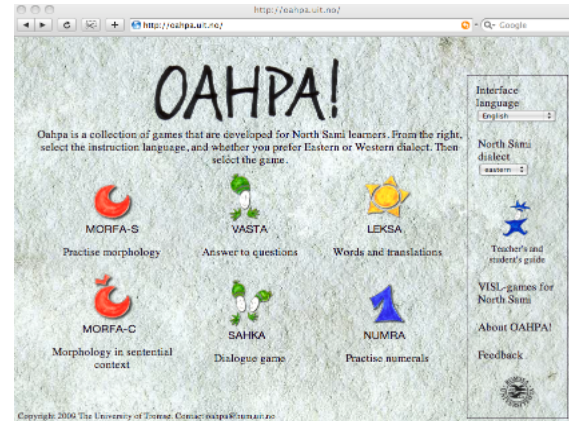 http://oahpa.uit.no/
http://oahpa.uit.no/
Google
OAHPA!
Oahpa is a collection of games that are developed for North Sami learners. From the right,
select the instruction language, and whether you prefer Eastern or Western dialect. Then
select the game.
MORFA-S
VASTA
LEKSA
Practise morphology
Answer to questions
Words and translations
MORFA-C
SAHKA
NUMRA
Morphology in sentential
context
Dialogue game
Practise numerals
Interface
language
English
North Sami
dialect
eastern
Teacher's and
student's guide
VISL-games for
North Sami
About OAHPA!
Feedback
Copyright 2009 The University of Tromsø. Contact oahpa@hum.uit.no